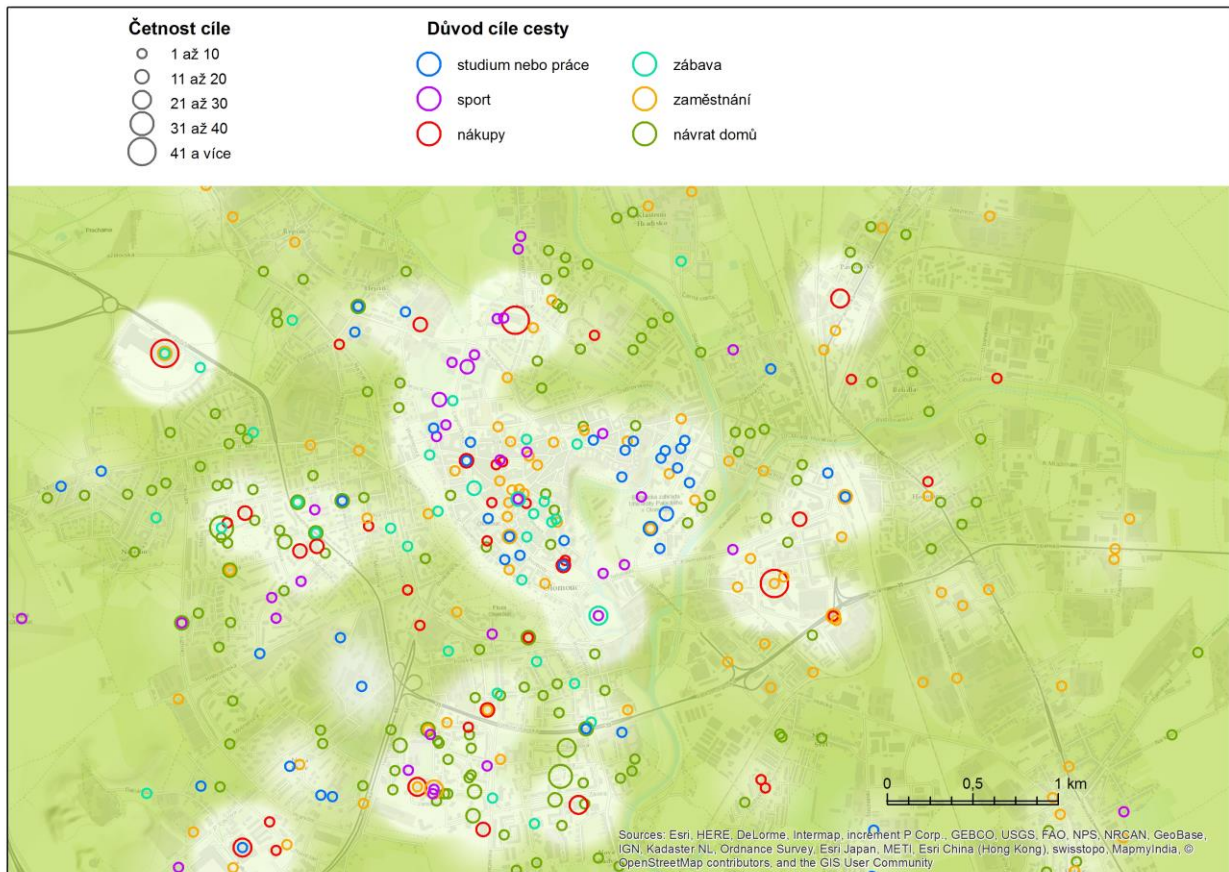 Četnost cíle
1 až 10
11 až 20
21 až 30
31 až 40
41 a více
Důvod cíle cesty
studium nebo práce
sport
nákupy
zábava
zaměstnání
návrat domů
0 0,5 1 km
Sources: Esri, HERE, DeLorme, Intermap, increment P Corp., GEBCO, USGS, FAO, NPS, NRCAN, GeoBase,
IGN, Kadaster NL, Ordnance Survey, Esri Japan, METI, Esri China (Hong Kong), swisstopo, MapmyIndia, ©
OpenStreetMap contributors, and the GIS User Community